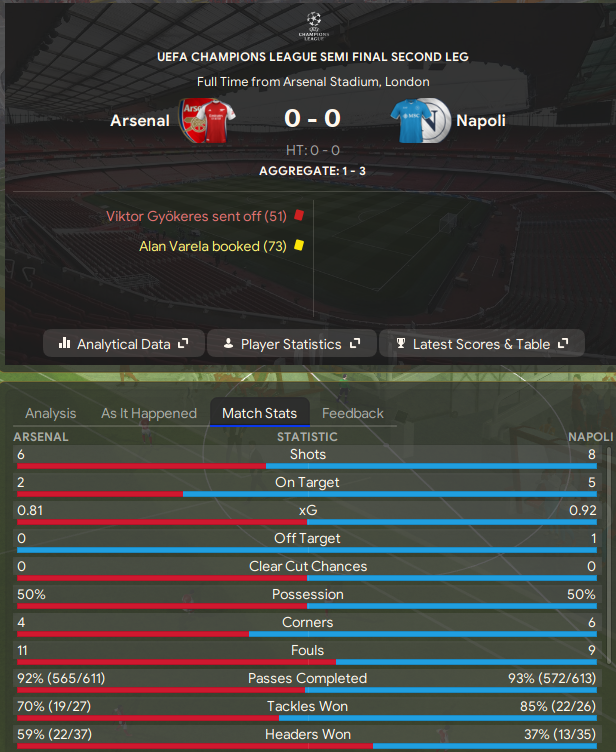 CHAMPIONS
LEAGUE
UEFA CHAMPIONS LEAGUE SEMI FINAL SECOND LEG
Full Time from Arsenal Stadium, London
Arsenal 0 - 0 Napoli
HT: 0 - 0
AGGREGATE: 1 - 3
Viktor Gyökeres sent off (51)
Alan Varela booked (73)
Analytical Data Player Statistics Latest Scores & Table
Analysis As It Happened Match Stats Feedback
ARSENAL STATISTIC NAPOLI
6 Shots 8
2 On Target 5
0.81 xG 0.92
0 Off Target 1
0 Clear Cut Chances 0
50% Possession 50%
4 Corners 6
11 Fouls 9
92% (565/611) Passes Completed 93% (572/613)
70% (19/27) Tackles Won 85% (22/26)
59% (22/37) Headers Won 37% (13/35)